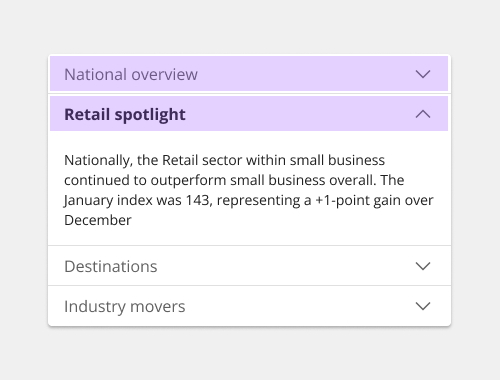 National overview
Retail spotlight
Nationally, the Retail sector within small business
continued to outperform small business overall. The
January index was 143, representing a +1-point gain over
December
Destinations
Industry movers